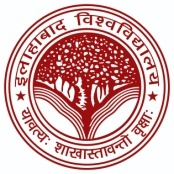 इलाहाबाद विश्वविद्यालय
यावत्यः शाखास्तावन्तो वृक्षाः